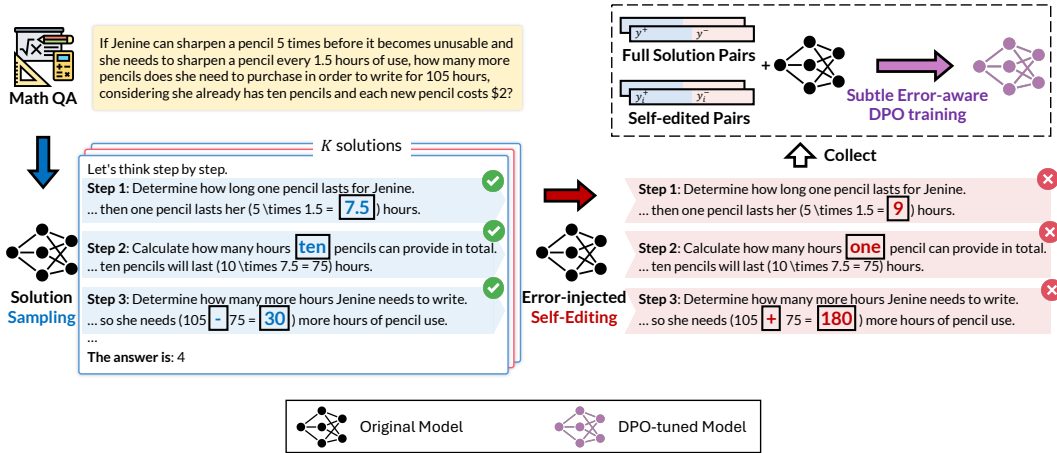 Math QA
If Jenine can sharpen a pencil 5 times before it becomes unusable and
she needs to sharpen a pencil every 1.5 hours of use, how many more
pencils does she need to purchase in order to write for 105 hours,
considering she already has ten pencils and each new pencil costs $2?
K solutions
Let's think step by step.
Step 1: Determine how long one pencil lasts for Jenine.
... then one pencil lasts her (5 \times 1.5 = 7.5 ) hours.
Step 2: Calculate how many hours ten pencils can provide in total.
... ten pencils will last (10 \times 7.5 = 75) hours.
Step 3: Determine how many more hours Jenine needs to write.
... so she needs (105 - 75 = 30 ) more hours of pencil use.
...
The answer is: 4
Solution
Sampling
Error-injected
Self-Editing
Step 1: Determine how long one pencil lasts for Jenine.
... then one pencil lasts her (5 \times 1.5 = 9 ) hours.
Step 2: Calculate how many hours one pencil can provide in total.
... ten pencils will last (10 \times 7.5 = 75) hours.
Step 3: Determine how many more hours Jenine needs to write.
... so she needs (105 + 75 = 180 ) more hours of pencil use.
Collect
y⁺ y⁻
Full Solution Pairs
+
yᵢ⁺ yᵢ⁻
Self-edited Pairs
Subtle Error-aware
DPO training
Original Model
DPO-tuned Model